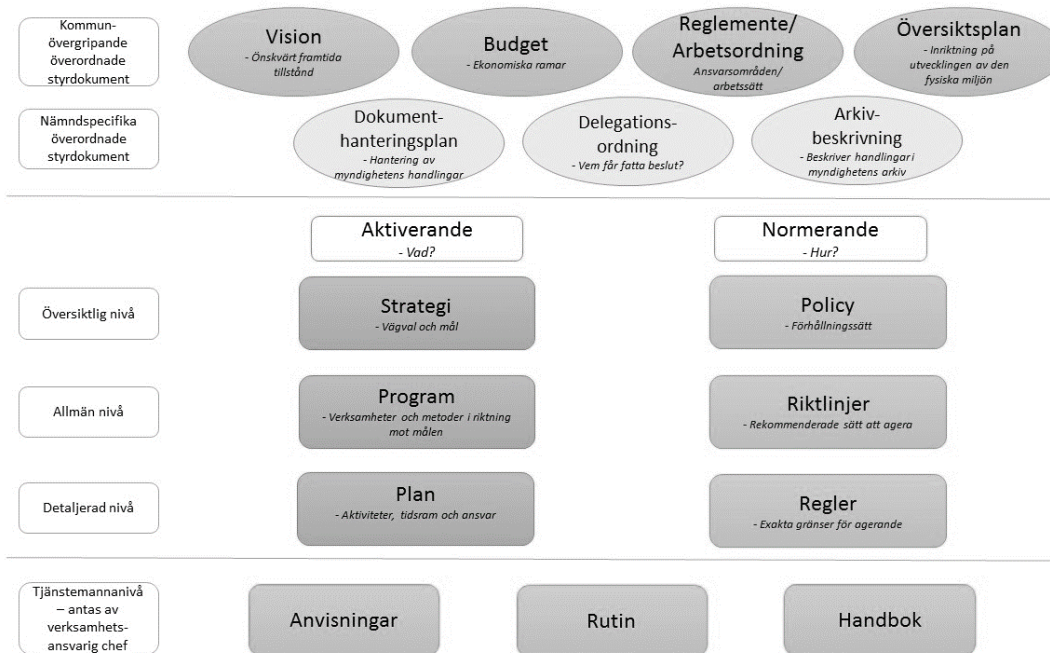 Kommun-
övergripande
överordnade
styrdokument
Vision
- Önskvärt framtida
tillstånd
Budget
- Ekonomiska ramar
Reglemente/
Arbetsordning
Ansvarsområden/
arbetssätt
Översiktsplan
- Inriktning på
utvecklingen av den
fysiska miljön
Nämndspecifika
överordnade
styrdokument
Dokument-
hanteringsplan
- Hantering av
myndighetens handlingar
Delegations-
ordning
- Vem får fatta beslut?
Arkiv-
beskrivning
- Beskriver handlingar i
myndighetens arkiv
Aktiverande
- Vad?
Normerande
- Hur?
Översiktlig nivå
Strategi
- Vägval och mål
Policy
- Förhållningssätt
Allmän nivå
Program
- Verksamheter och metoder i riktning
mot målen
Riktlinjer
- Rekommenderade sätt att agera
Detaljerad nivå
Plan
- Aktiviteter, tidsram och ansvar
Regler
- Exakta gränser för agerande
Tjänstemannanivå
– antas av
verksamhets-
ansvarig chef
Anvisningar
Rutin
Handbok